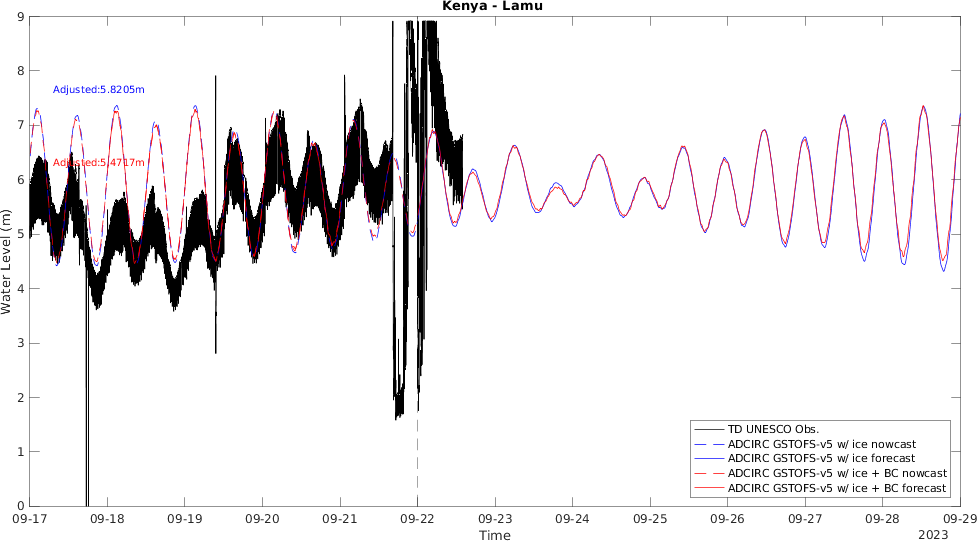 Kenya - Lamu
9
8
7
6
5
4
3
2
1
0
Water Level (m)
Adjusted:5.8205m
Adjusted:5.4717m
TD UNESCO Obs.
ADCIRC GSTOFS-v5 w/ ice nowcast
ADCIRC GSTOFS-v5 w/ ice forecast
ADCIRC GSTOFS-v5 w/ ice + BC nowcast
ADCIRC GSTOFS-v5 w/ ice + BC forecast
09-17 09-18 09-19 09-20 09-21 09-22 09-23 09-24 09-25 09-26 09-27 09-28 09-29
Time
2023